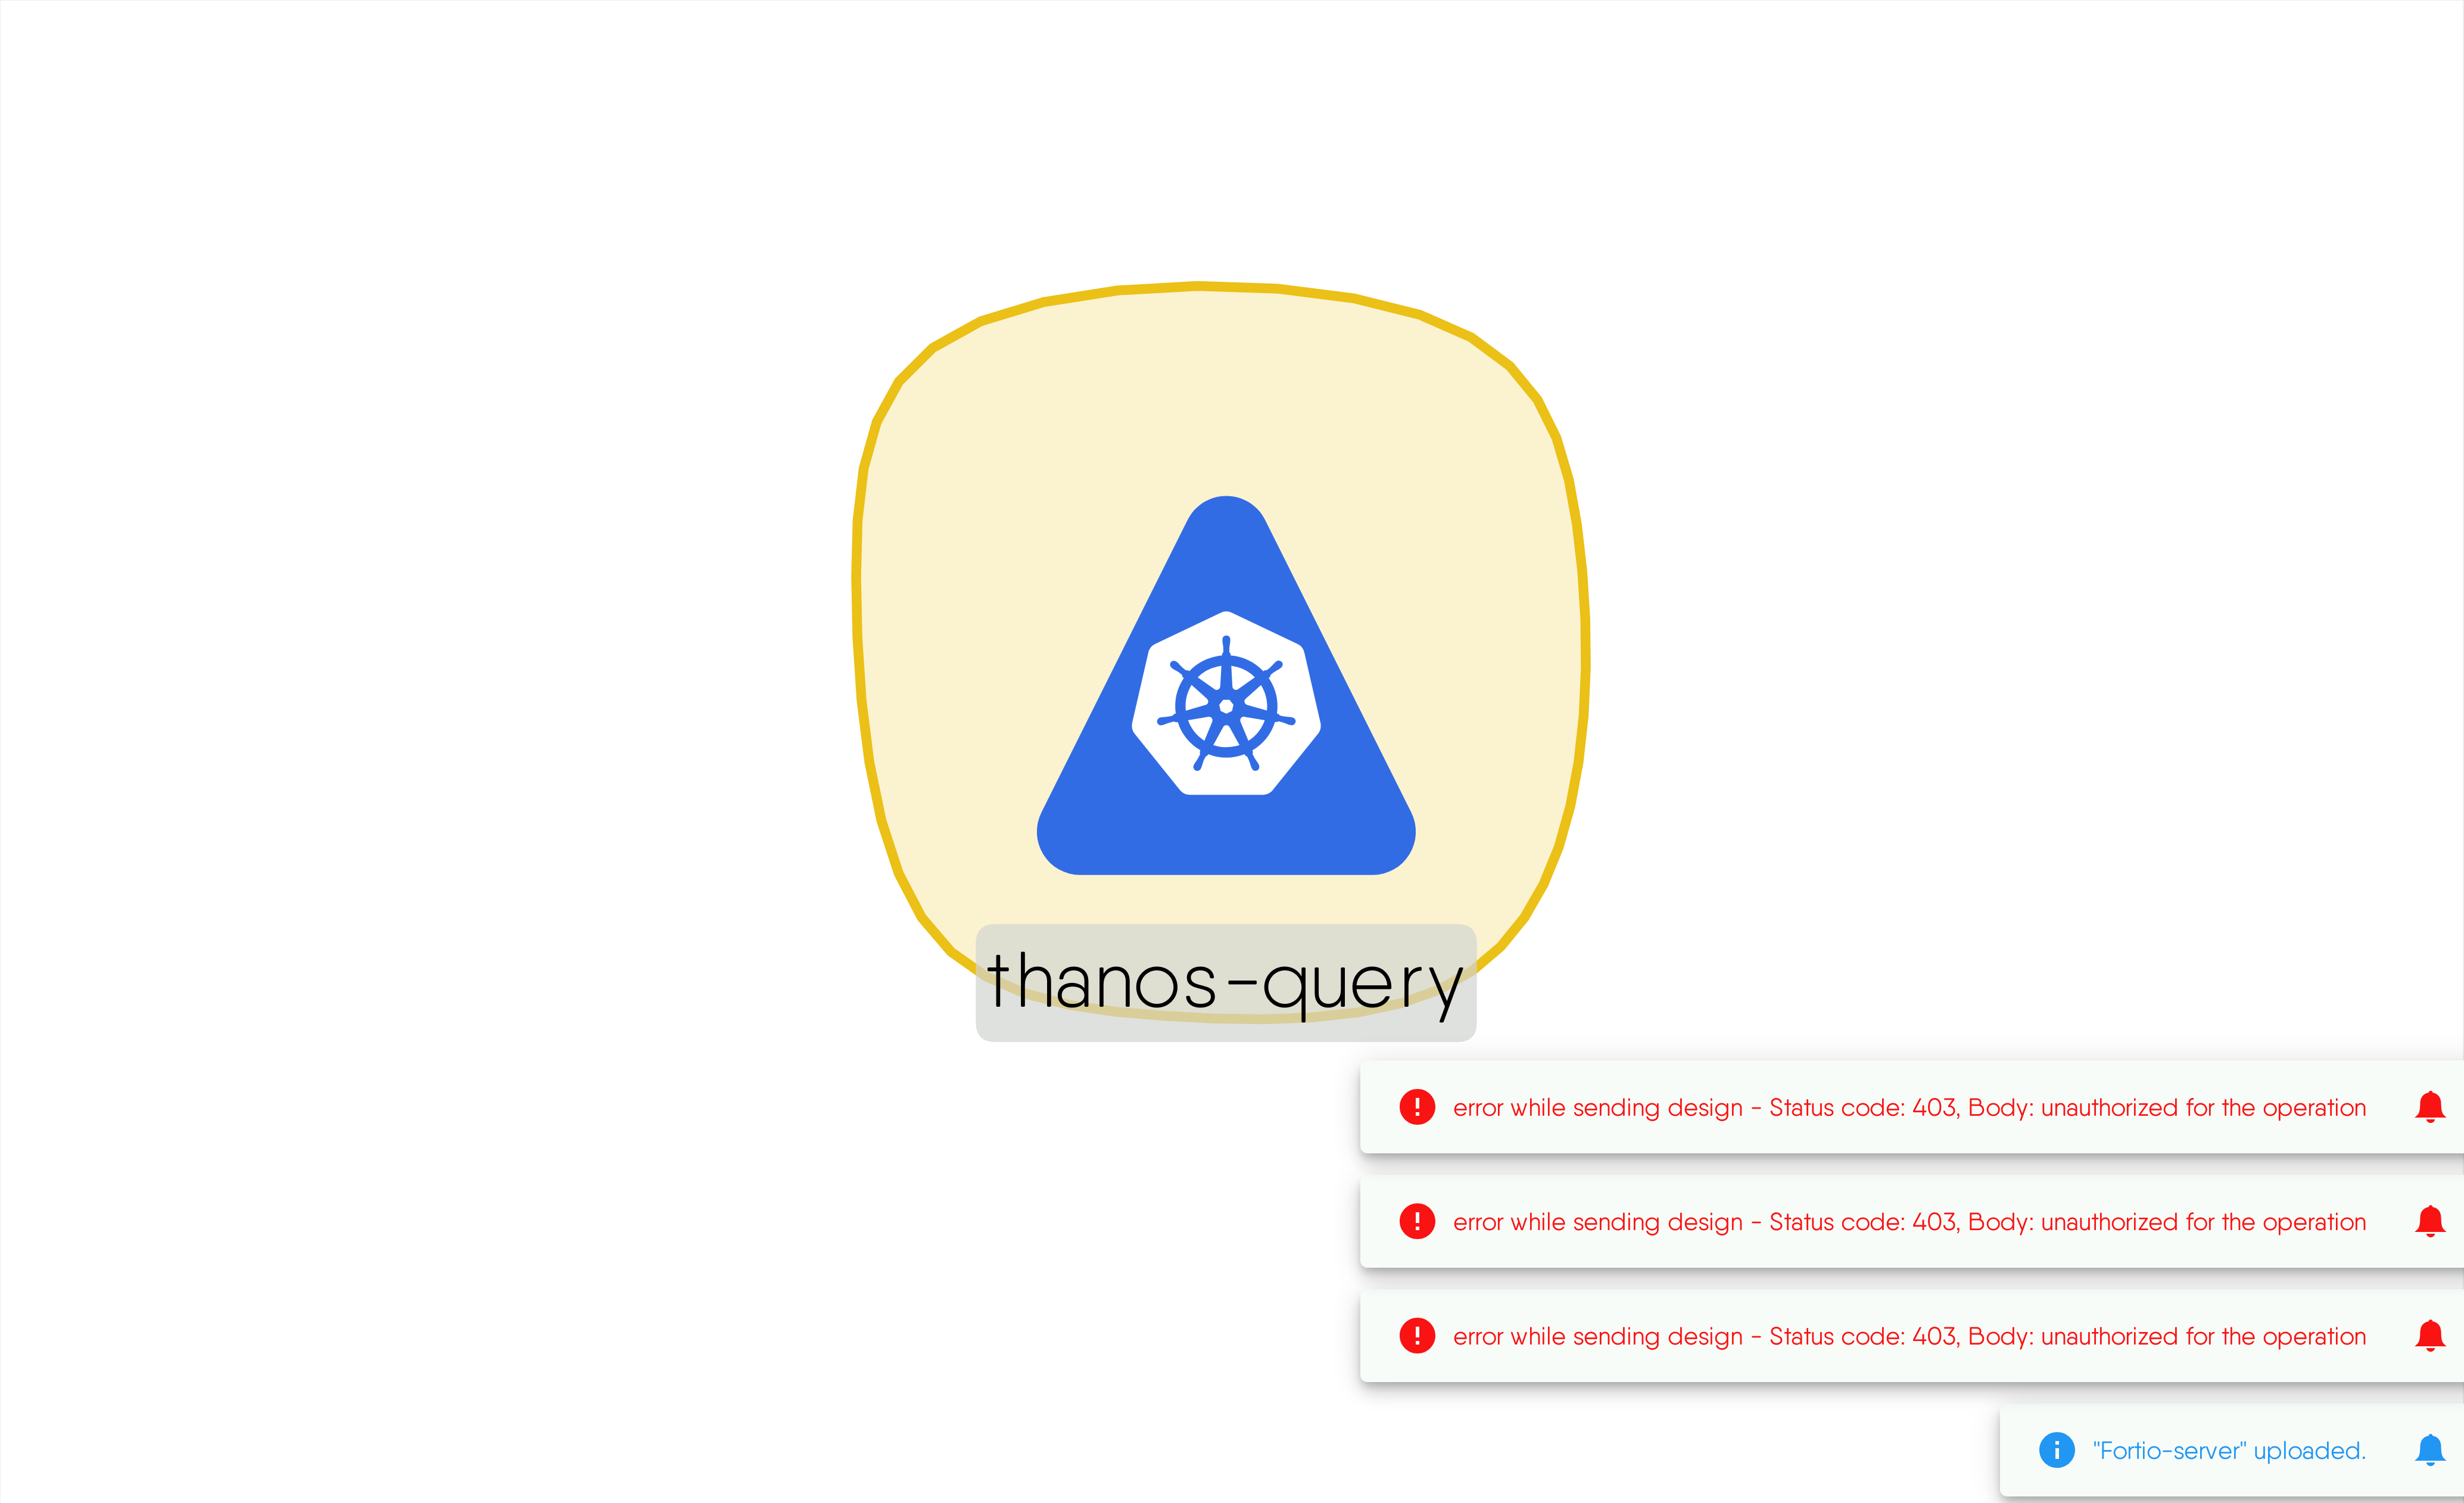 thanos-query
error while sending design - Status code: 403, Body: unauthorized for the operation
error while sending design - Status code: 403, Body: unauthorized for the operation
error while sending design - Status code: 403, Body: unauthorized for the operation
"Fortio-server" uploaded.